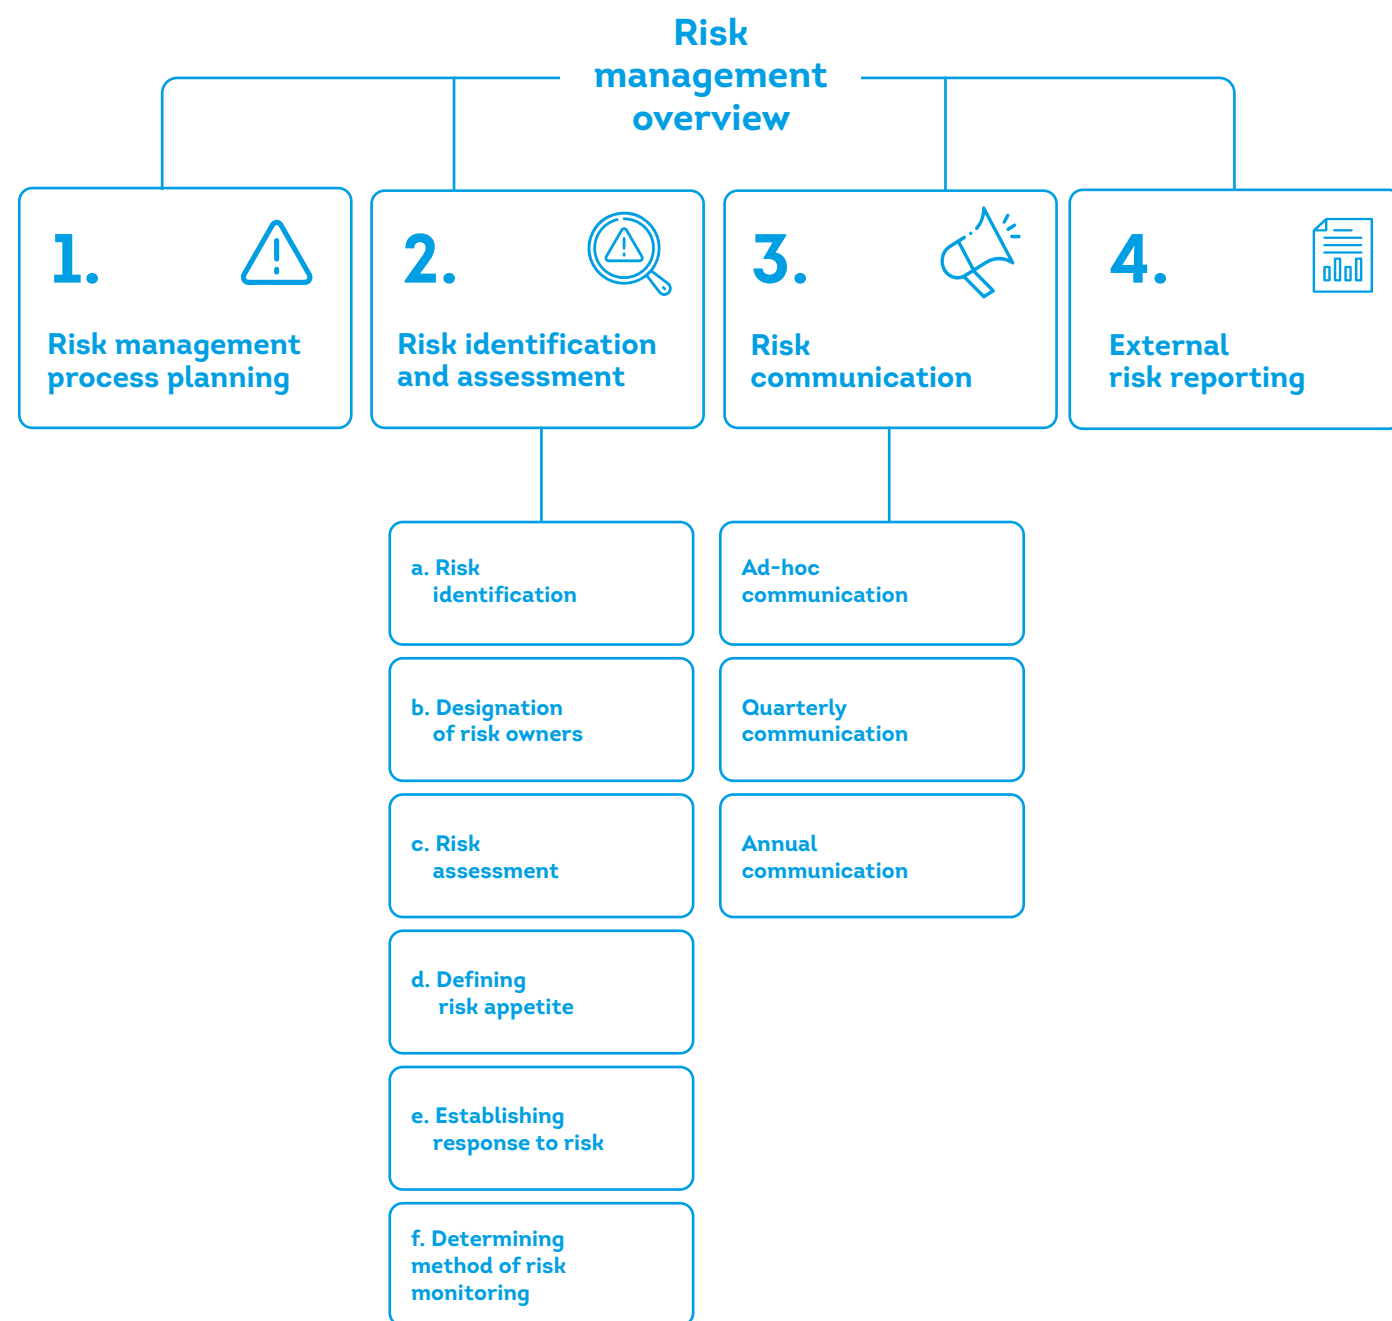 Risk
management
overview
1.
Risk management
process planning
2.
Risk identification
and assessment
3.
Risk
communication
4.
External
risk reporting
a. Risk
identification
b. Designation
of risk owners
c. Risk
assessment
d. Defining
risk appetite
e. Establishing
response to risk
f. Determining
method of risk
monitoring
Ad-hoc
communication
Quarterly
communication
Annual
communication